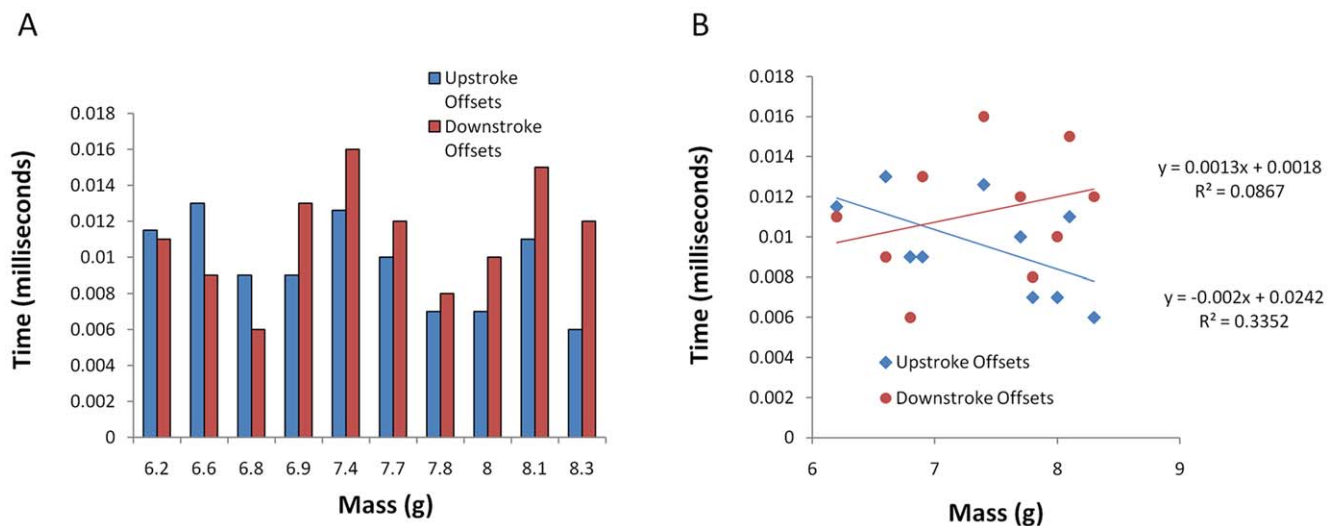 A
Upstroke
Offsets
Downstroke
Offsets
Time (milliseconds)
0.018
0.016
0.014
0.012
0.01
0.008
0.006
0.004
0.002
0
6.2 6.6 6.8 6.9 7.4 7.7 7.8 8 8.1 8.3
Mass (g)
B
Time (milliseconds)
0.018
0.016
0.014
0.012
0.01
0.008
0.006
0.004
0.002
0
y = 0.0013x + 0.0018
R² = 0.0867
y = -0.002x + 0.0242
R² = 0.3352
Upstroke Offsets
Downstroke Offsets
6 7 8 9
Mass (g)